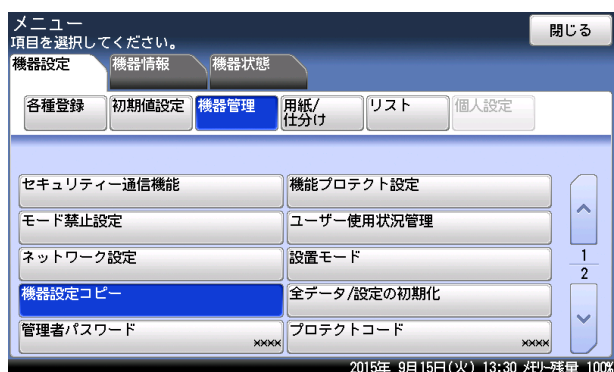 メニュー
項目を選択してください。
閉じる
機器設定
機器情報
機器状態
各種登録
初期値設定
機器管理
用紙/
仕分け
リスト
個人設定
セキュリティー通信機能
機能プロテクト設定
モード禁止設定
ユーザー使用状況管理
ネットワーク設定
設置モード
1
2
機器設定コピー
全データ/設定の初期化
管理者パスワード
××××
プロテクトコード
××××
2015年 9月15日(火) 13:30 メモリー残量 100%